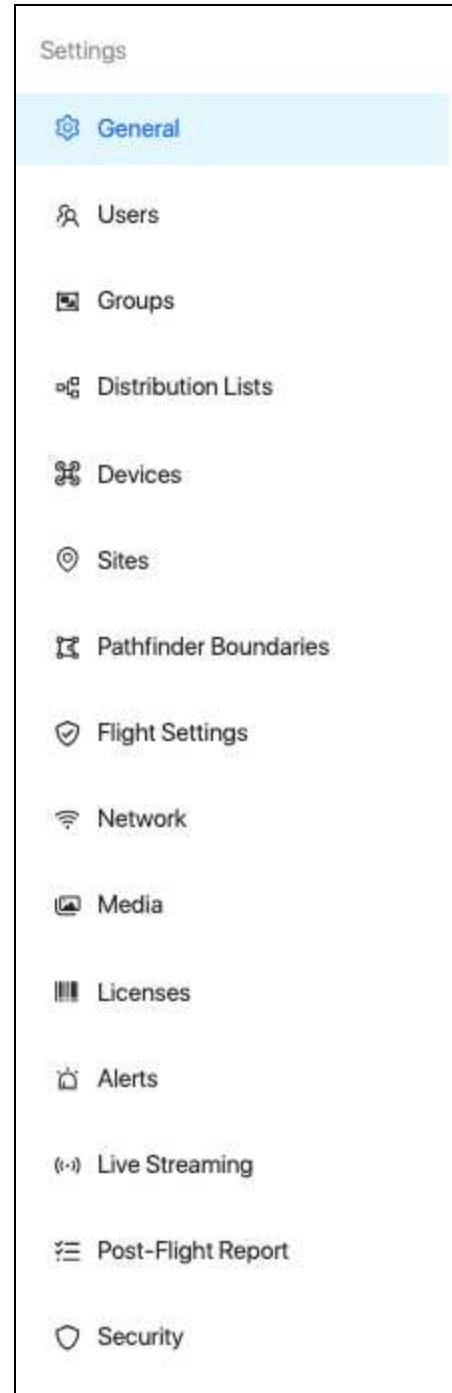 Settings
General
Users
Groups
Distribution Lists
Devices
Sites
Pathfinder Boundaries
Flight Settings
Network
Media
Licenses
Alerts
Live Streaming
Post-Flight Report
Security